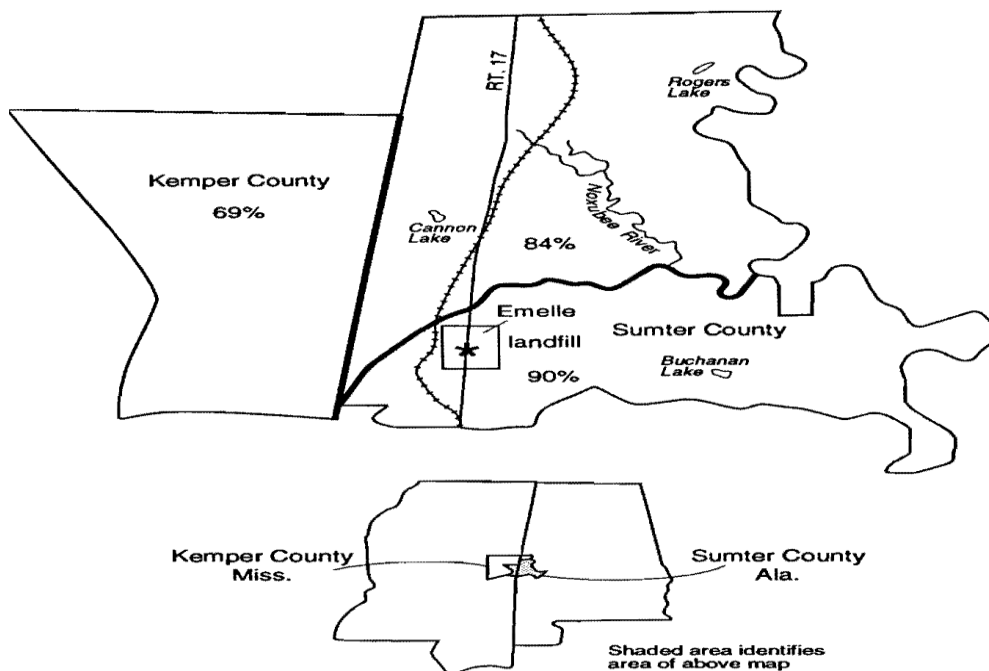 RT. 17
Rogers
Lake
Kemper County
69%
Cannon
Lake
Noxubee River
84%
Emelle
landfill
Sumter County
Buchanan
Lake
90%
Kemper County
Miss.
Sumter County
Ala.
Shaded area identifies
area of above map